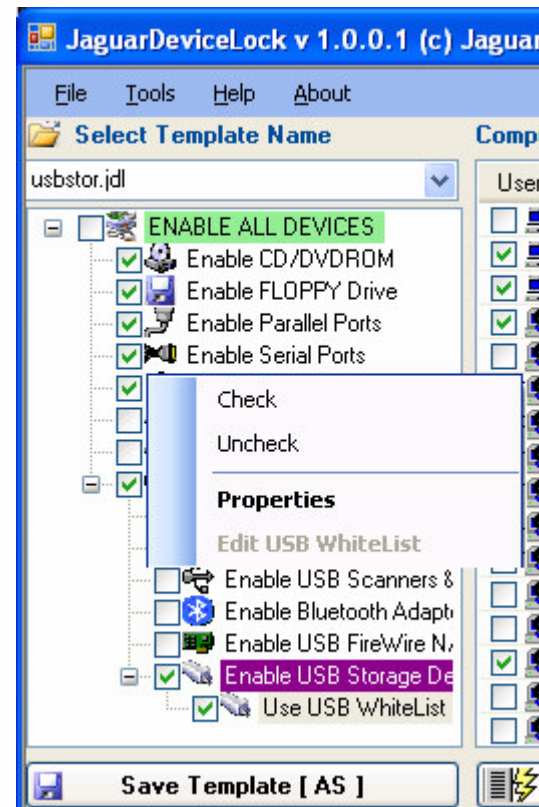 JaguarDeviceLock v 1.0.0.1 (c) Jaguar
File Tools Help About
Select Template Name
Comp
usbstor.jdl
User
ENABLE ALL DEVICES
Enable CD/DVDROM
Enable FLOPPY Drive
Enable Parallel Ports
Enable Serial Ports
Check
Uncheck
Properties
Edit USB WhiteList
Enable USB Scanners &
Enable Bluetooth Adapt
Enable USB FireWire N
Enable USB Storage De
Use USB WhiteList
Save Template [ AS ]